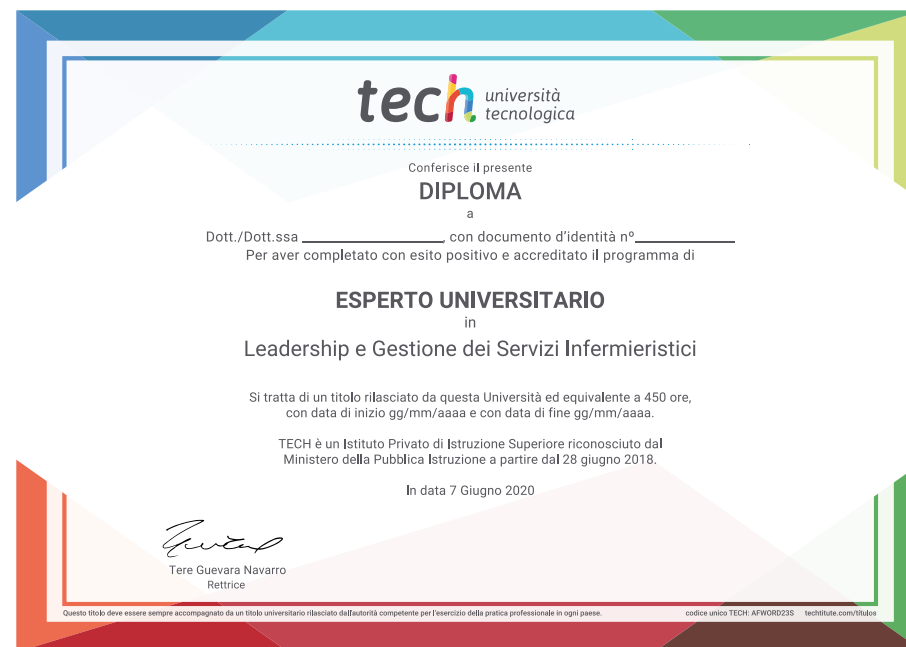 tech università
tecnologica
Conferisce il presente
DIPLOMA
a
Dott./Dott.ssa ________________, con documento d'identità nº____________
Per aver completato con esito positivo e accreditato il programma di
ESPERTO UNIVERSITARIO
in
Leadership e Gestione dei Servizi Infermieristici
Si tratta di un titolo rilasciato da questa Università ed equivalente a 450 ore,
con data di inizio gg/mm/aaaa e con data di fine gg/mm/aaaa.
TECH è un Istituto Privato di Istruzione Superiore riconosciuto dal
Ministero della Pubblica Istruzione a partire dal 28 giugno 2018.
In data 7 Giugno 2020
Tere Guevara Navarro
Rettrice
Questo titolo deve essere sempre accompagnato da un titolo universitario rilasciato dall'autorità competente per l'esercizio della pratica professionale in ogni paese. codice unico TECH: AFWORD23S techtitute.com/titulos